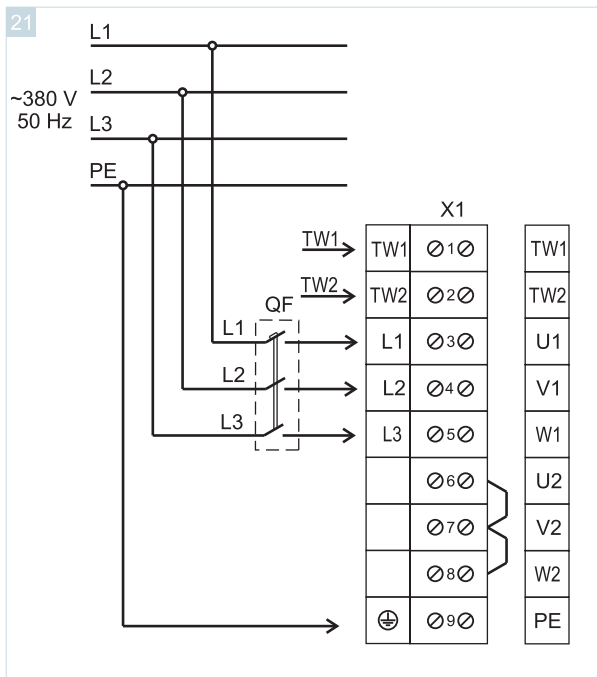 21
L1
L2
~380 V
50 Hz
L3
PE
X1
TW1 TW1 1 TW1
TW2 TW2 2 TW2
QF
L1 L1 3 U1
L2 L2 4 V1
L3 L3 5 W1
6 U2
7 V2
8 W2
9 PE